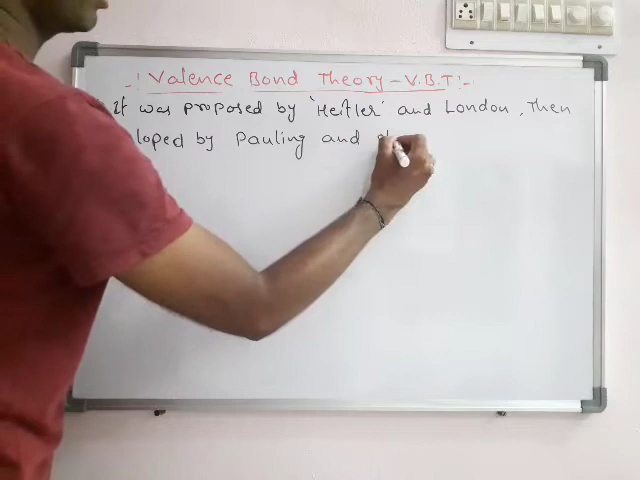 -! Valence Bond Theory - V.B.T !-
It was proposed by 'Heitler' and London, Then
loped by Pauling and